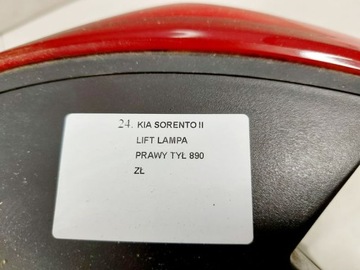 24. KIA SORENTO II
LIFT LAMPA
PRAWY TYŁ 890
ZŁ